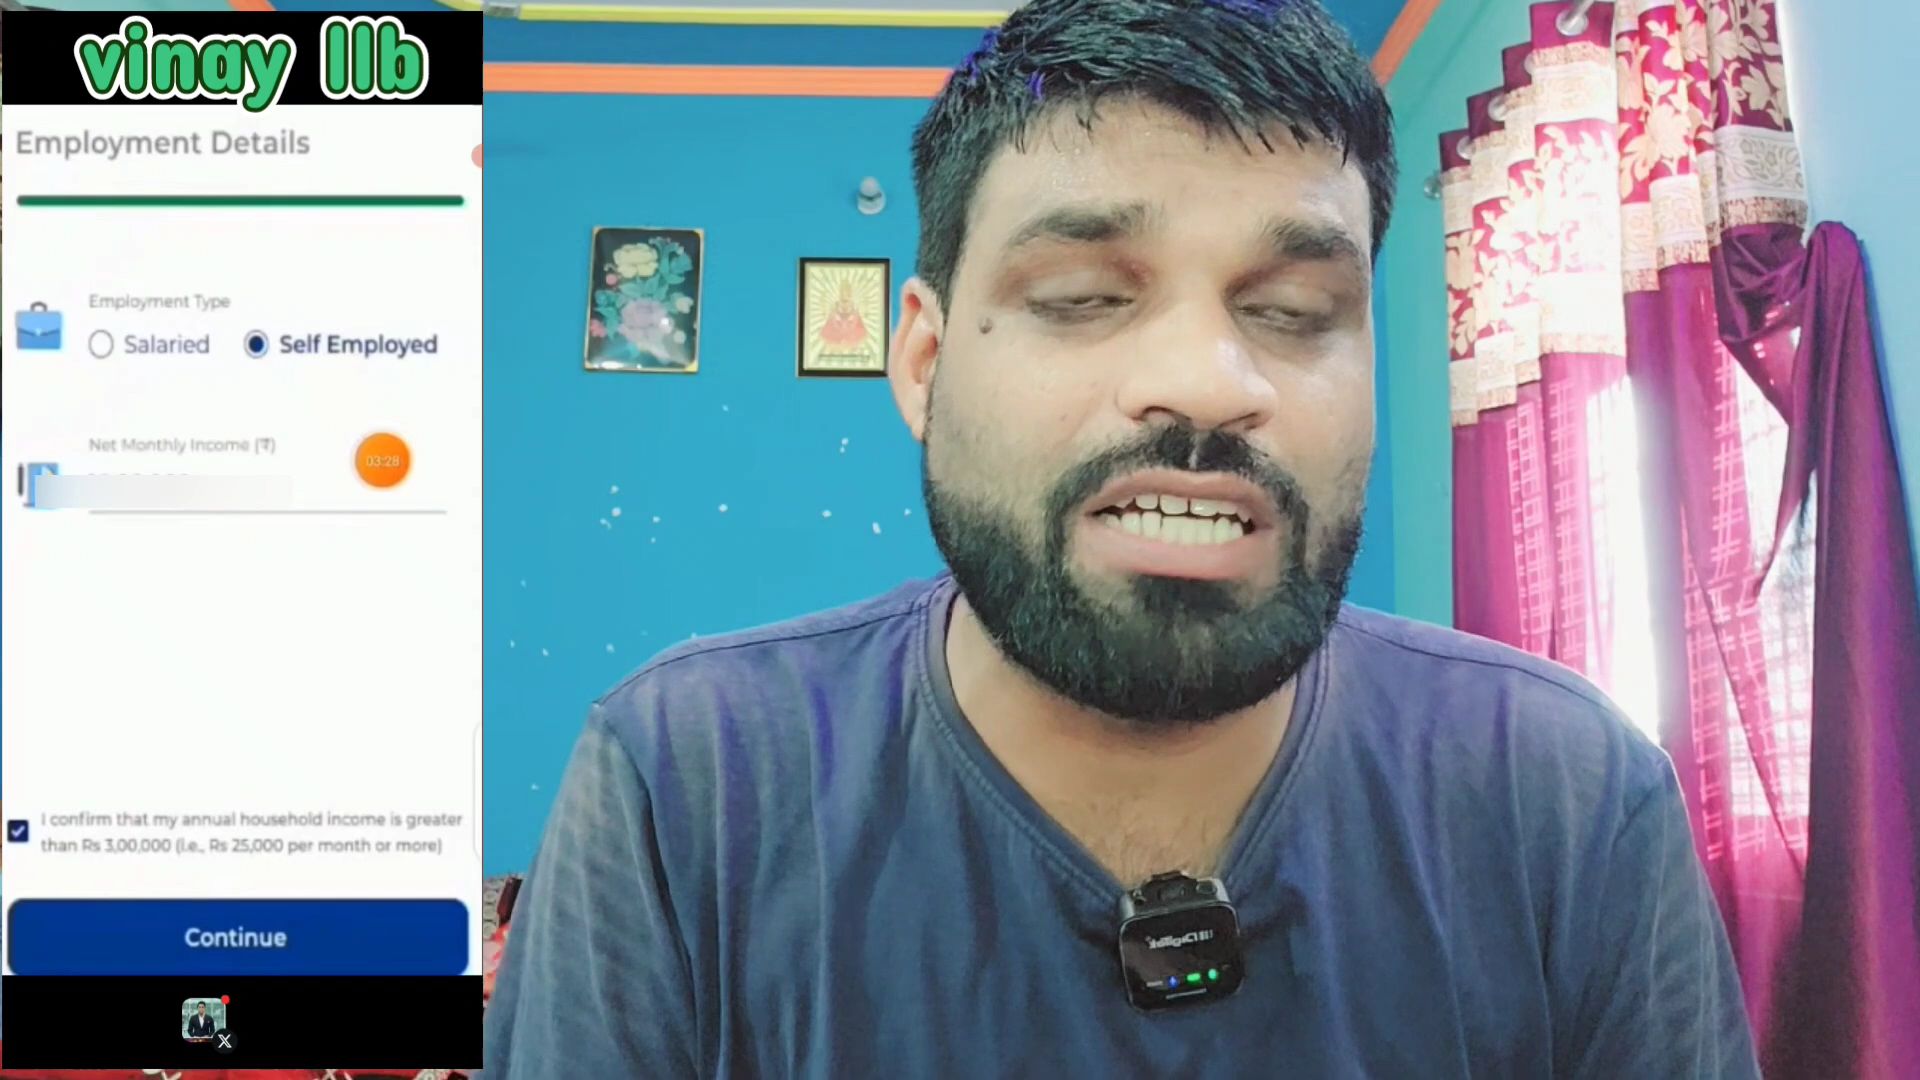 vinay llb
Employment Details
Employment Type
Salaried
Self Employed
Net Monthly Income (₹)
03:28
I confirm that my annual household income is greater
than Rs 3,00,000 (i.e., Rs 25,000 per month or more)
Continue
X